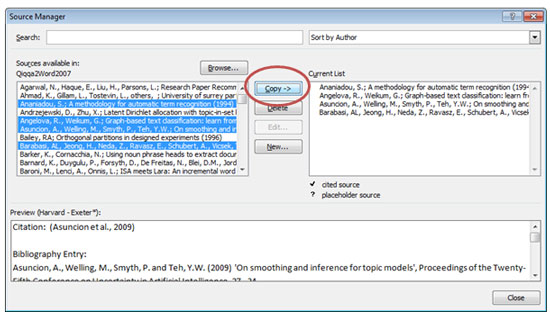 Source Manager
Search:
Sort by Author
Sources available in:
Qiqqa2Word2007
Browse...
Copy ->
Delete
Edit...
New...
Current List
Agarwal, N., Haque, E., Liu, H., Parsons, L.; Research Paper Recomm
Ahmad, K., Gillam, L., Tostevin, L., others, ; University of surrey par
Ananiadou, S.; A methodology for automatic term recognition (1994)
Andrzejewski, D., Zhu, X.; Latent Dirichlet allocation with topic-in-set
Angelova, R., Weikum, G.; Graph-based text classification: learn from
Asuncion, A., Welling, M., Smyth, P., Teh, Y.W.; On smoothing and in
Bailey, RA; Orthogonal partitions in designed experiments (1996)
Barabasi, AL, Jeong, H., Neda, Z., Ravasz, E., Schubert, A., Vicsek,
Barker, K., Cornacchia, N.; Using noun phrase heads to extract docum
Barnard, K., Duygulu, P., Forsyth, D., De Freitas, N., Blei, D.M., Jord
Baroni, M., Lenci, A., Onnis, L.; ISA meets Lara: An incremental word
Ananiadou, S.; A methodology for automatic term recognition (1994
Angelova, R., Weikum, G.; Graph-based text classification: learn fro
Asuncion, A., Welling, M., Smyth, P., Teh, Y.W.; On smoothing and
Barabasi, AL, Jeong, H., Neda, Z., Ravasz, E., Schubert, A., Vicsek
cited source
? placeholder source
Preview (Harvard - Exeter*):
Citation: (Asuncion et al., 2009)
Bibliography Entry:
Asuncion, A., Welling, M., Smyth, P. and Teh, Y.W. (2009) 'On smoothing and inference for topic models', Proceedings of the Twenty-
Fifth Conference on Uncertainty in Artificial Intelligence, 27--34
Close